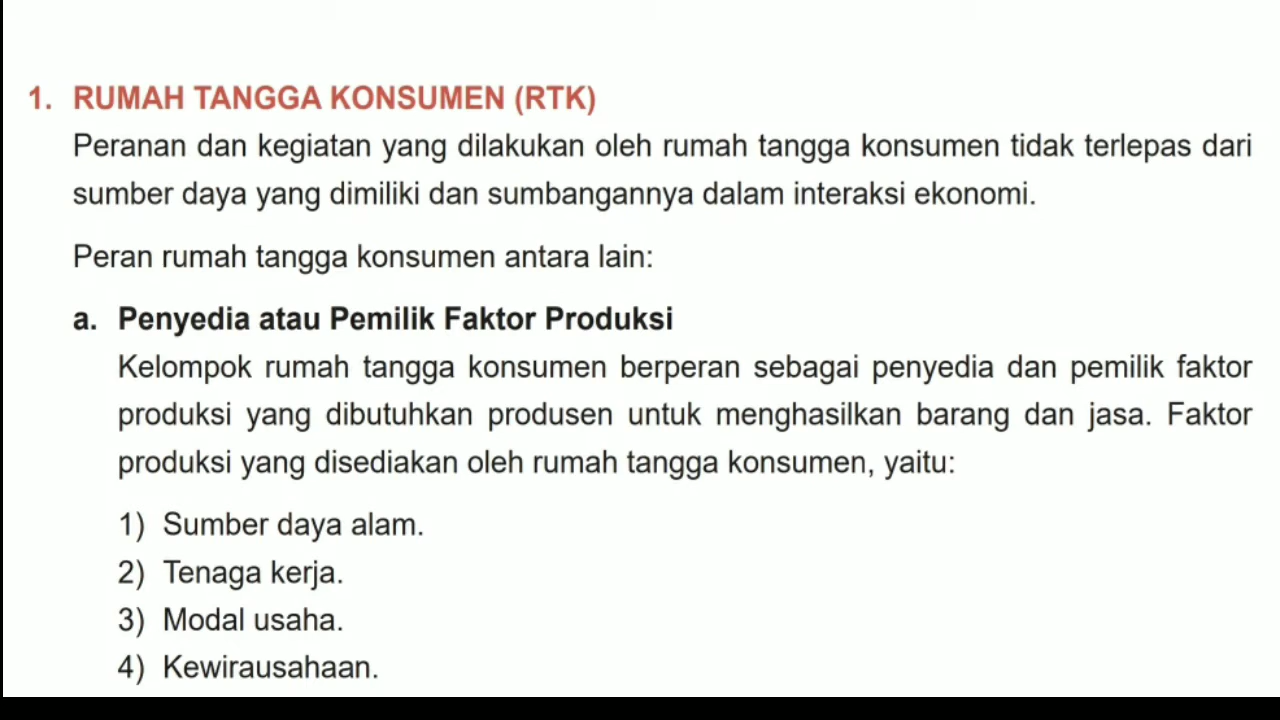 1. RUMAH TANGGA KONSUMEN (RTK)
Peranan dan kegiatan yang dilakukan oleh rumah tangga konsumen tidak terlepas dari
sumber daya yang dimiliki dan sumbangannya dalam interaksi ekonomi.
Peran rumah tangga konsumen antara lain:
a. Penyedia atau Pemilik Faktor Produksi
Kelompok rumah tangga konsumen berperan sebagai penyedia dan pemilik faktor
produksi yang dibutuhkan produsen untuk menghasilkan barang dan jasa. Faktor
produksi yang disediakan oleh rumah tangga konsumen, yaitu:
1) Sumber daya alam.
2) Tenaga kerja.
3) Modal usaha.
4) Kewirausahaan.